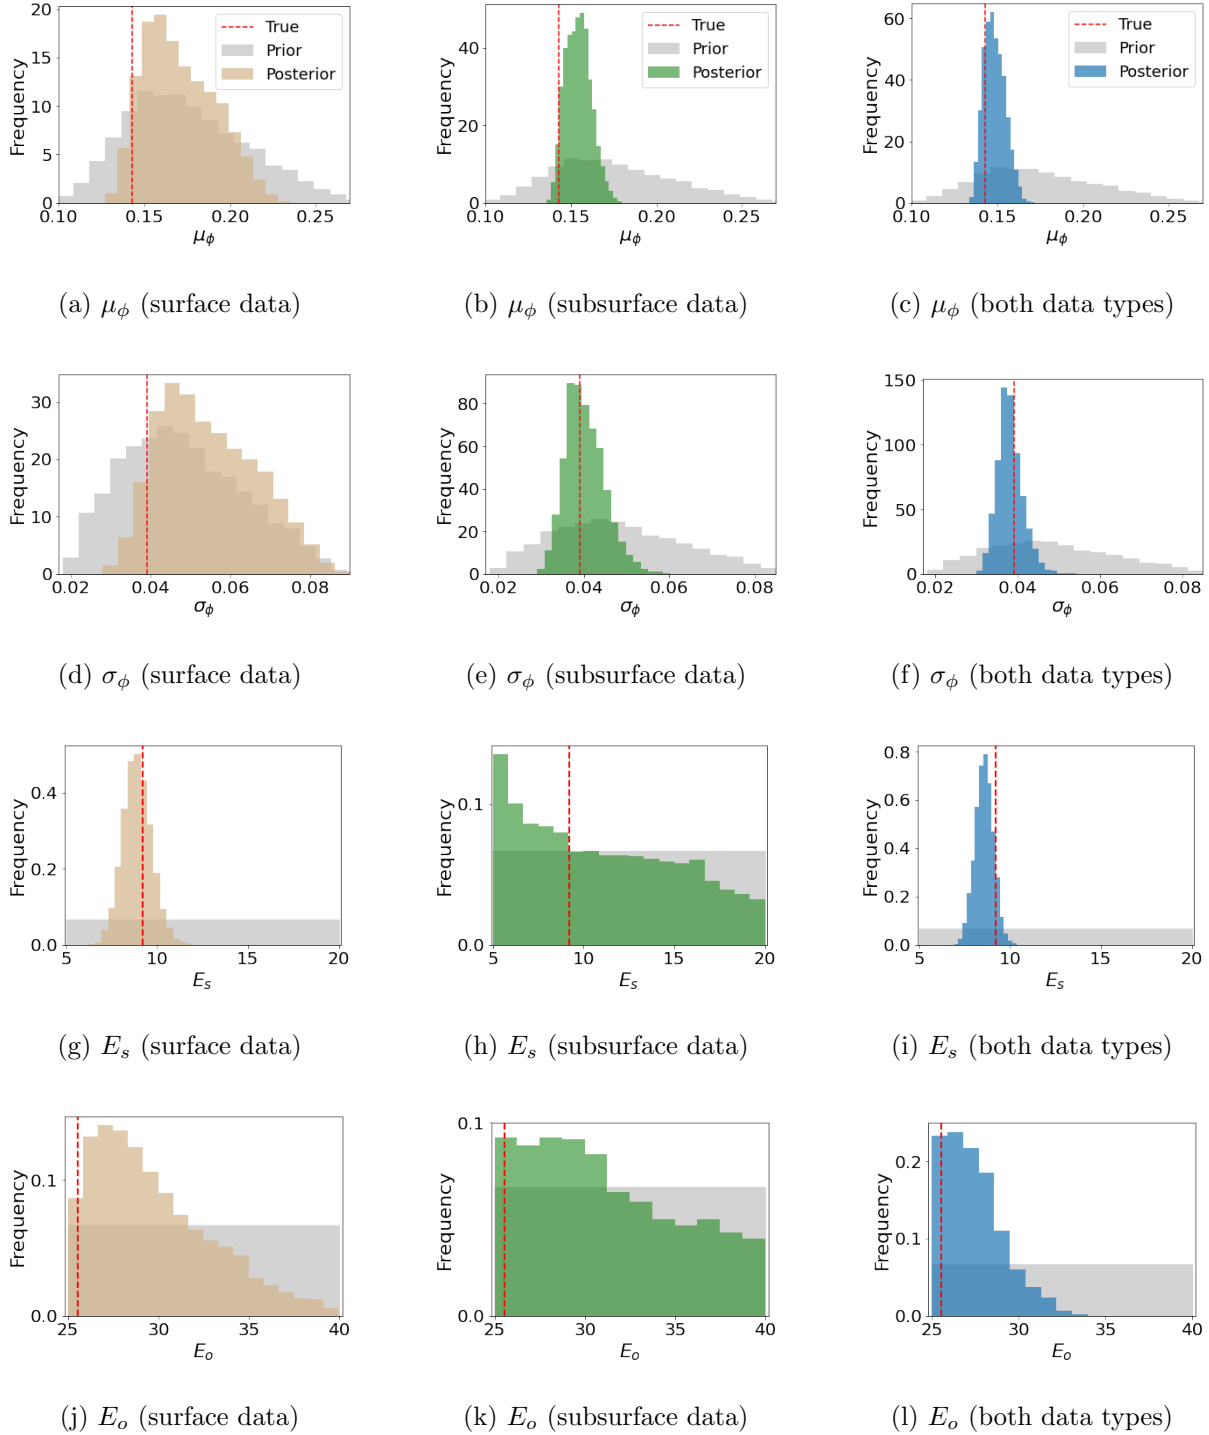 20
15
10
5
0
Frequency
0.10
0.15
0.20
0.25
μ_ϕ
True
Prior
Posterior
40
20
0
Frequency
0.10
0.15
0.20
0.25
μ_ϕ
True
Prior
Posterior
60
40
20
0
Frequency
0.10
0.15
0.20
0.25
μ_ϕ
True
Prior
Posterior
(a) μ_ϕ (surface data)
(b) μ_ϕ (subsurface data)
(c) μ_ϕ (both data types)
30
20
10
0
Frequency
0.02
0.04
0.06
0.08
σ_ϕ
80
60
40
20
0
Frequency
0.02
0.04
0.06
0.08
σ_ϕ
150
100
50
0
Frequency
0.02
0.04
0.06
0.08
σ_ϕ
(d) σ_ϕ (surface data)
(e) σ_ϕ (subsurface data)
(f) σ_ϕ (both data types)
0.4
0.2
0.0
Frequency
5
10
15
20
E_s
0.1
0.0
Frequency
5
10
15
20
E_s
0.8
0.6
0.4
0.2
0.0
Frequency
5
10
15
20
E_s
(g) E_s (surface data)
(h) E_s (subsurface data)
(i) E_s (both data types)
0.1
0.0
Frequency
25
30
35
40
E_o
0.1
0.0
Frequency
25
30
35
40
E_o
0.2
0.1
0.0
Frequency
25
30
35
40
E_o
(j) E_o (surface data)
(k) E_o (subsurface data)
(l) E_o (both data types)